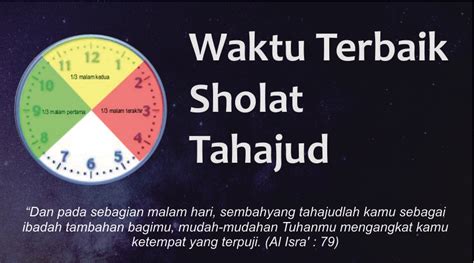 Waktu Terbaik
Sholat
Tahajud
12
11
1
1/3 malam kedua
10
2
9
1/3 malam pertama
1/3 malam terakhir
3
8
4
7
5
6
“Dan pada sebagian malam hari, sembahyang tahajudlah kamu sebagai
ibadah tambahan bagimu, mudah-mudahan Tuhanmu mengangkat kamu
ketempat yang terpuji. (Al Isra' : 79)